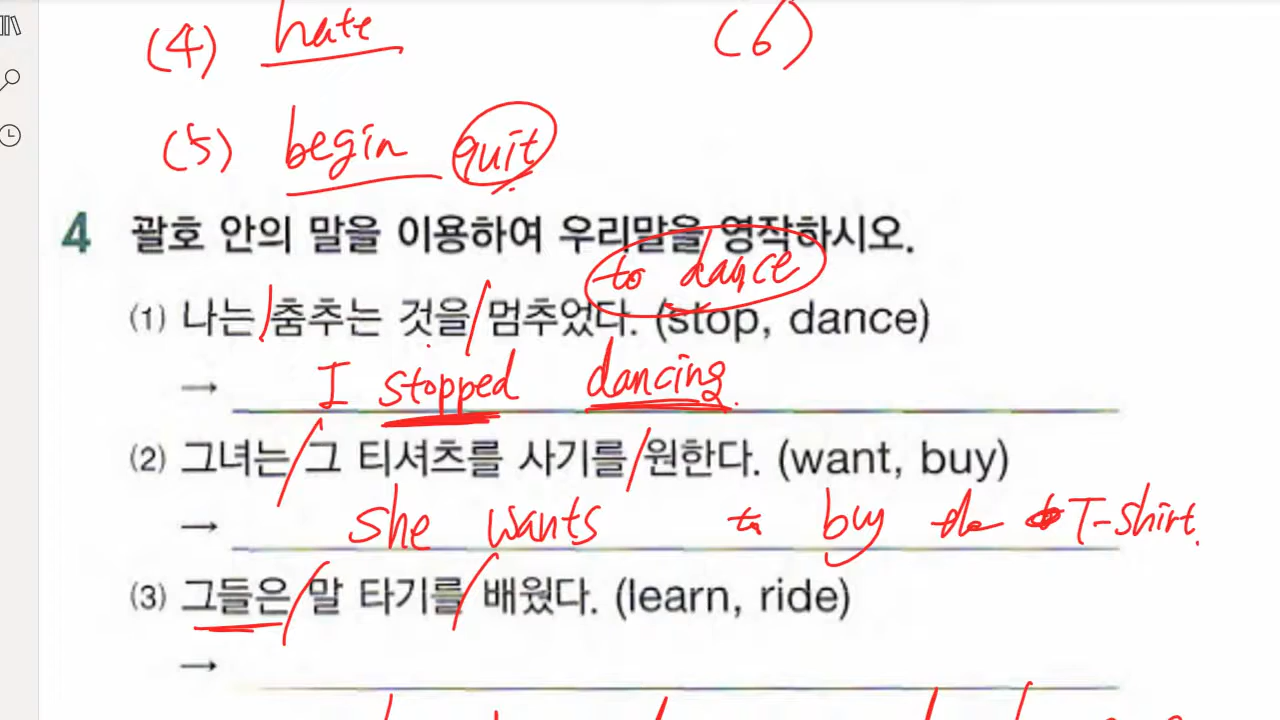 (4) hate (6)
(5) begin quit
4 괄호 안의 말을 이용하여 우리말을 영작하시오.
to dance
(1) 나는 춤추는 것을 멈추었다. (stop, dance)
→ I stopped dancing.
(2) 그녀는 그 티셔츠를 사기를 원한다. (want, buy)
→ She wants to buy the T-shirt.
(3) 그들은 말 타기를 배웠다. (learn, ride)
→